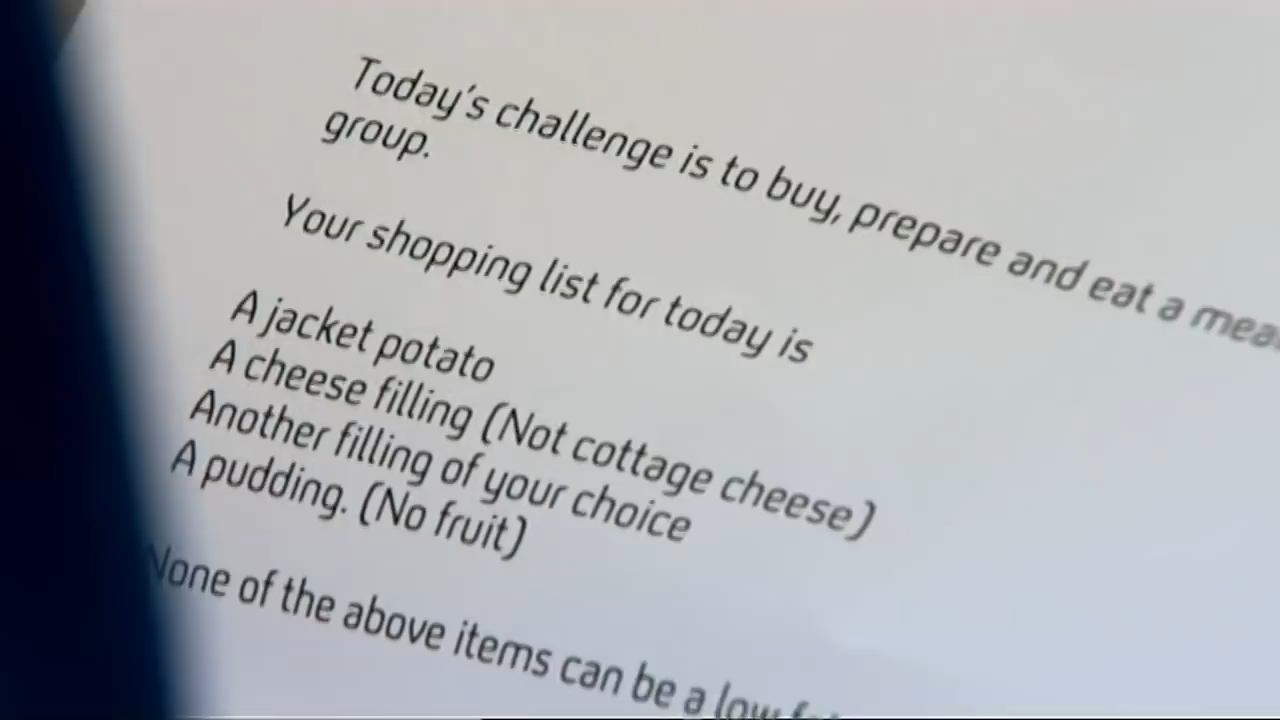 Today's challenge is to buy, prepare and eat a
group.
Your shopping list for today is
A jacket potato
A cheese filling (Not cottage cheese)
Another filling of your choice
A pudding. (No fruit)
None of the above items can be a low